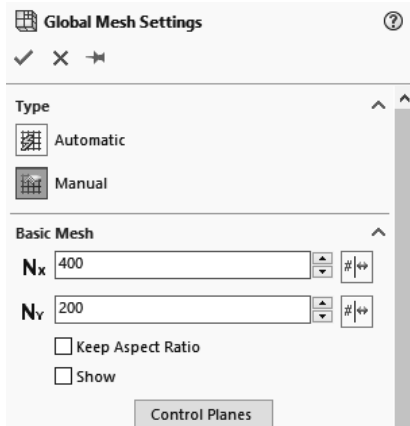 Global Mesh Settings
Type
Automatic
Manual
Basic Mesh
Nx 400
NY 200
Keep Aspect Ratio
Show
Control Planes